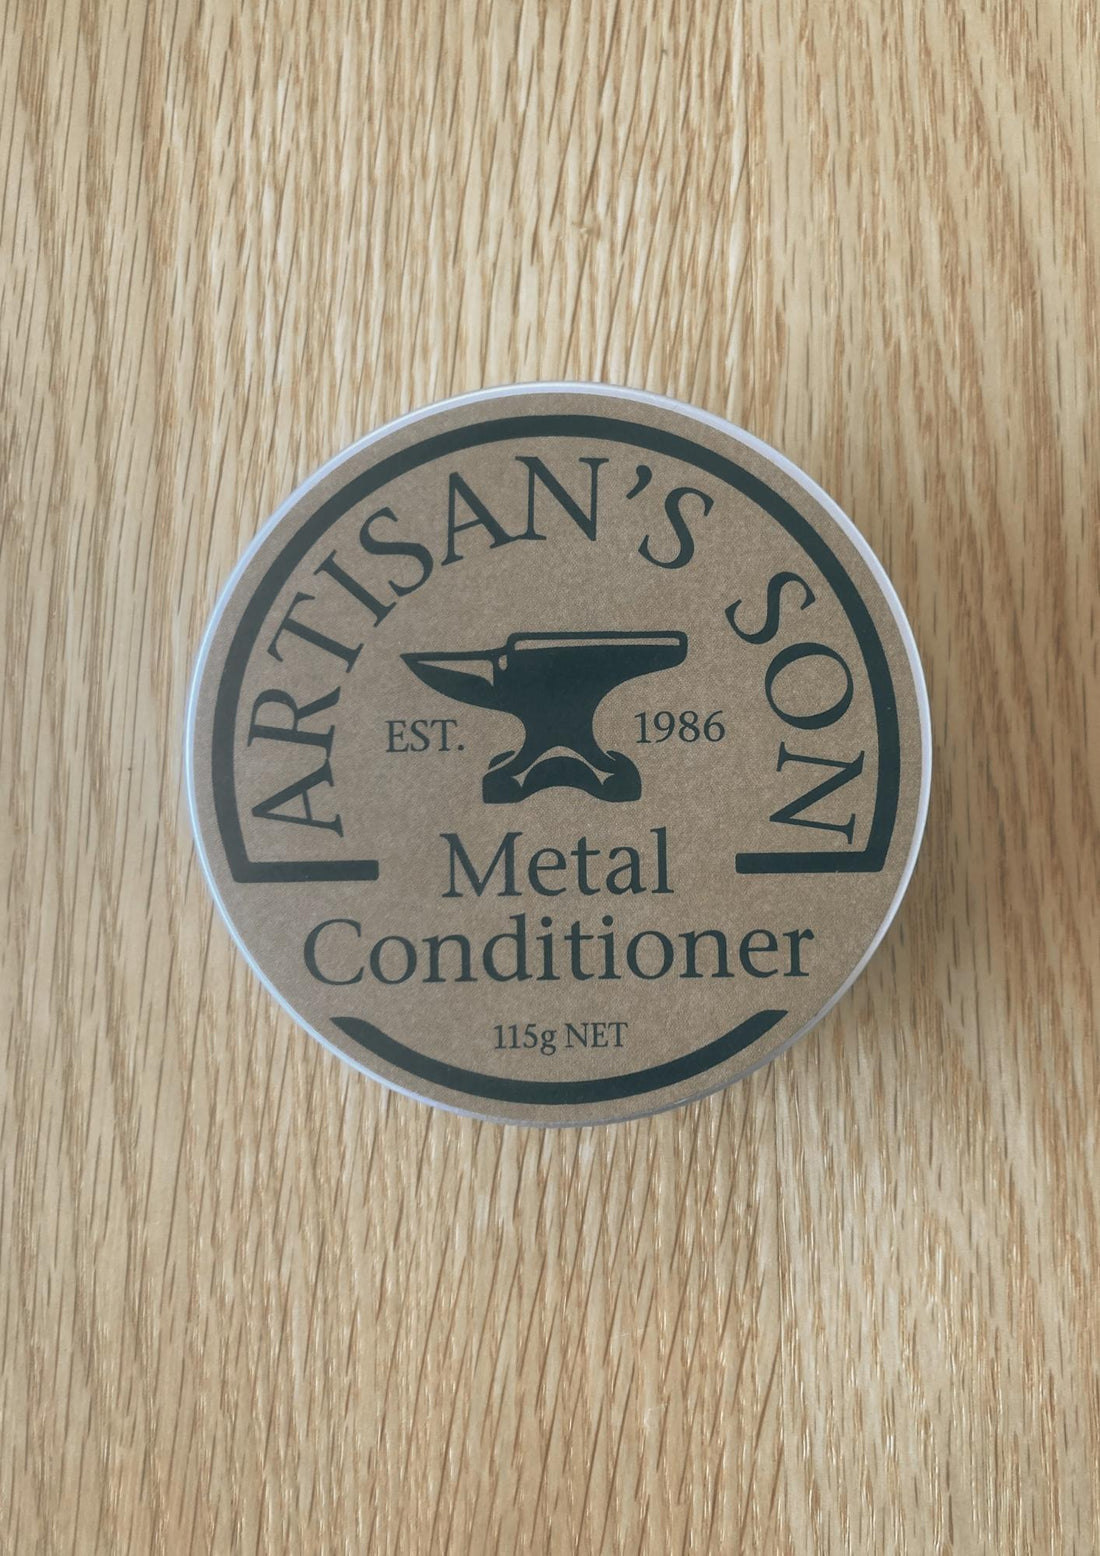 ARTISAN'S SON
EST. 1986
Metal
Conditioner
115g NET